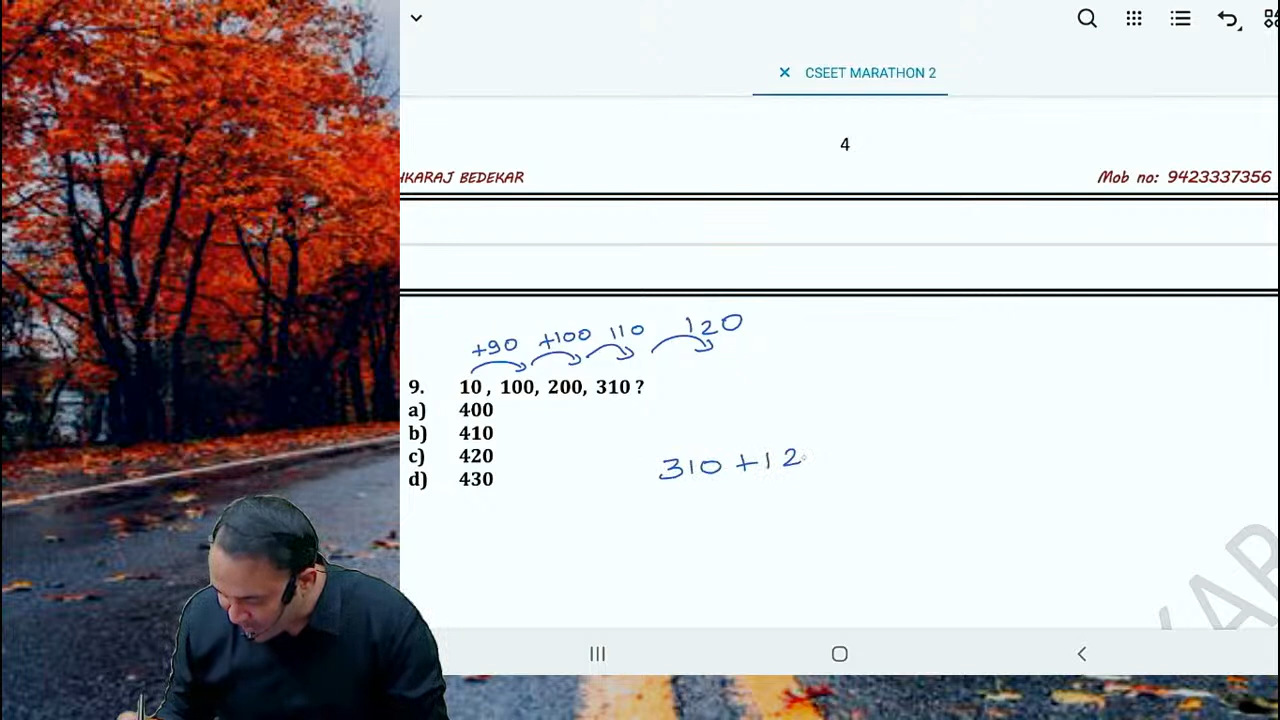 CSEET MARATHON 2
4
HKARAJ BEDEKAR Mob no: 9423337356
+90 +100 110 120
9. 10, 100, 200, 310 ?
a) 400
b) 410
c) 420
d) 430
310 + 12
KAR